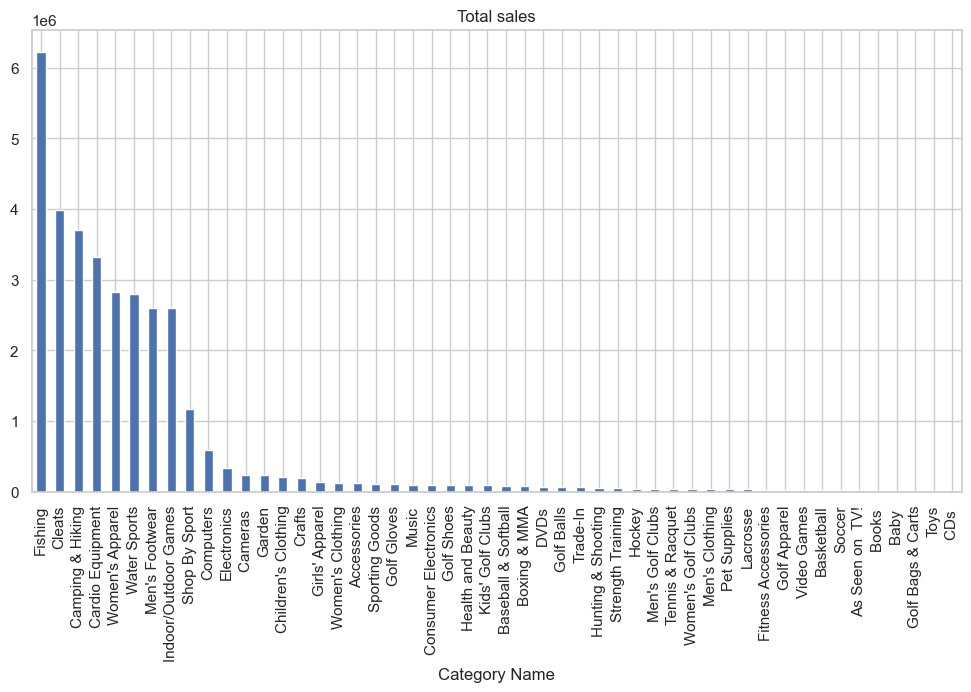 Total sales
1e6
6
5
4
3
2
1
0
Fishing
Cleats
Camping & Hiking
Cardio Equipment
Women's Apparel
Water Sports
Men's Footwear
Indoor/Outdoor Games
Shop By Sport
Computers
Electronics
Cameras
Garden
Children's Clothing
Crafts
Girls' Apparel
Women's Clothing
Accessories
Sporting Goods
Golf Gloves
Music
Consumer Electronics
Golf Shoes
Health and Beauty
Kids' Golf Clubs
Baseball & Softball
Boxing & MMA
DVDs
Golf Balls
Trade-In
Hunting & Shooting
Strength Training
Hockey
Men's Golf Clubs
Tennis & Racquet
Women's Golf Clubs
Men's Clothing
Pet Supplies
Lacrosse
Fitness Accessories
Golf Apparel
Video Games
Basketball
Soccer
As Seen on  TV!
Books
Baby
Golf Bags & Carts
Toys
CDs
Category Name